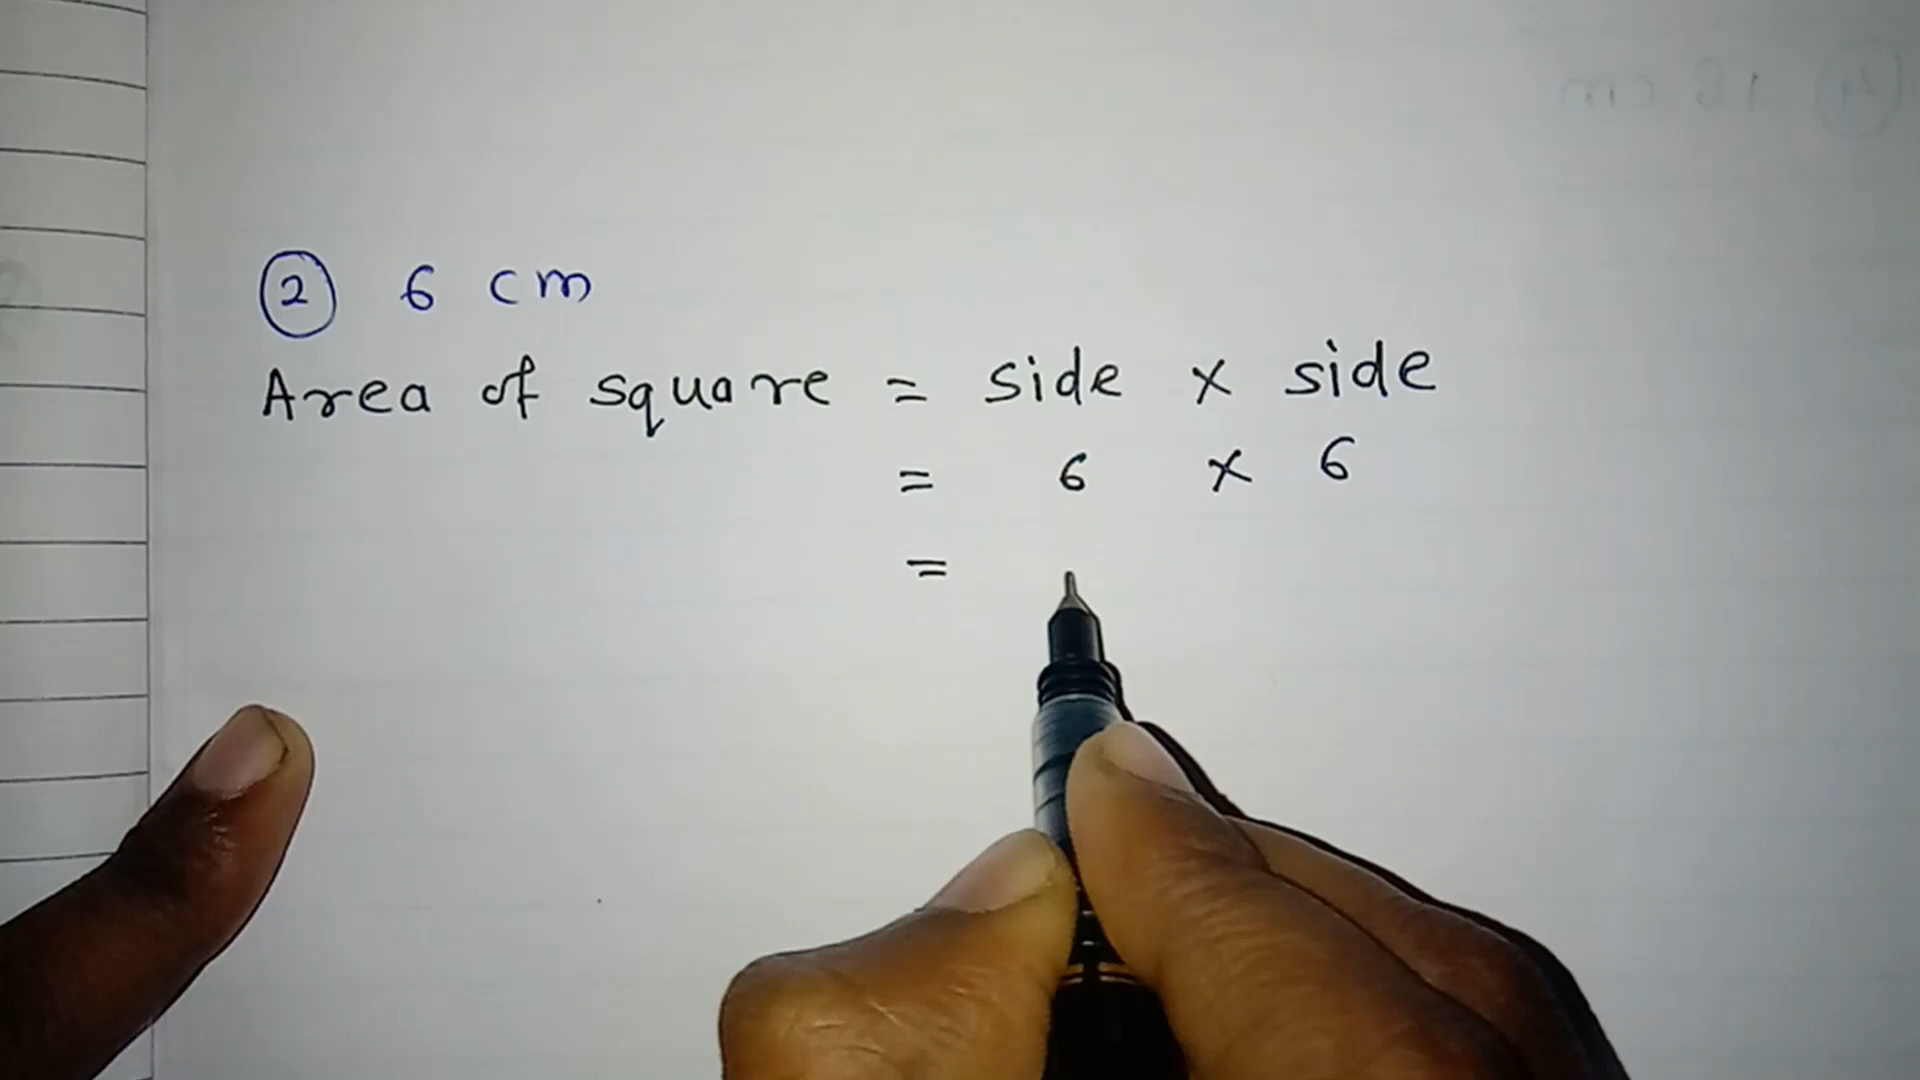 ② 6 cm
Area of square = side × side
= 6 × 6
=